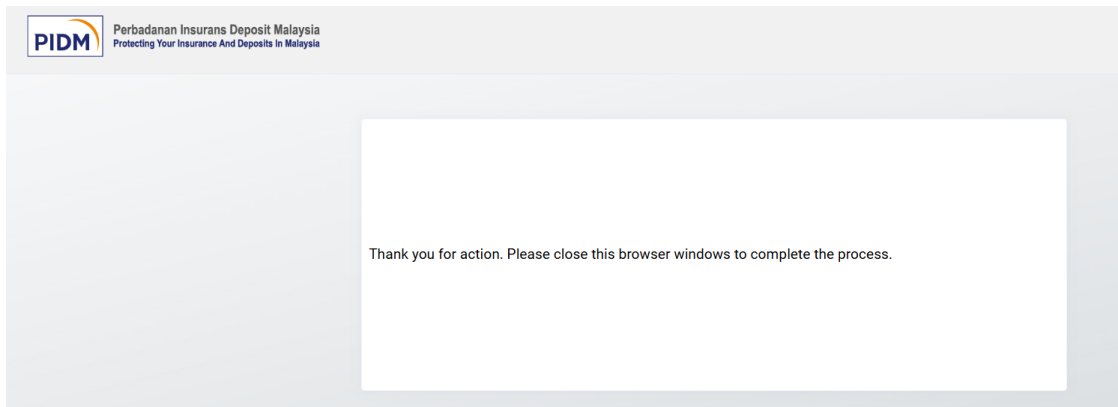 PIDM
Perbadanan Insurans Deposit Malaysia
Protecting Your Insurance And Deposits In Malaysia
Thank you for action. Please close this browser windows to complete the process.